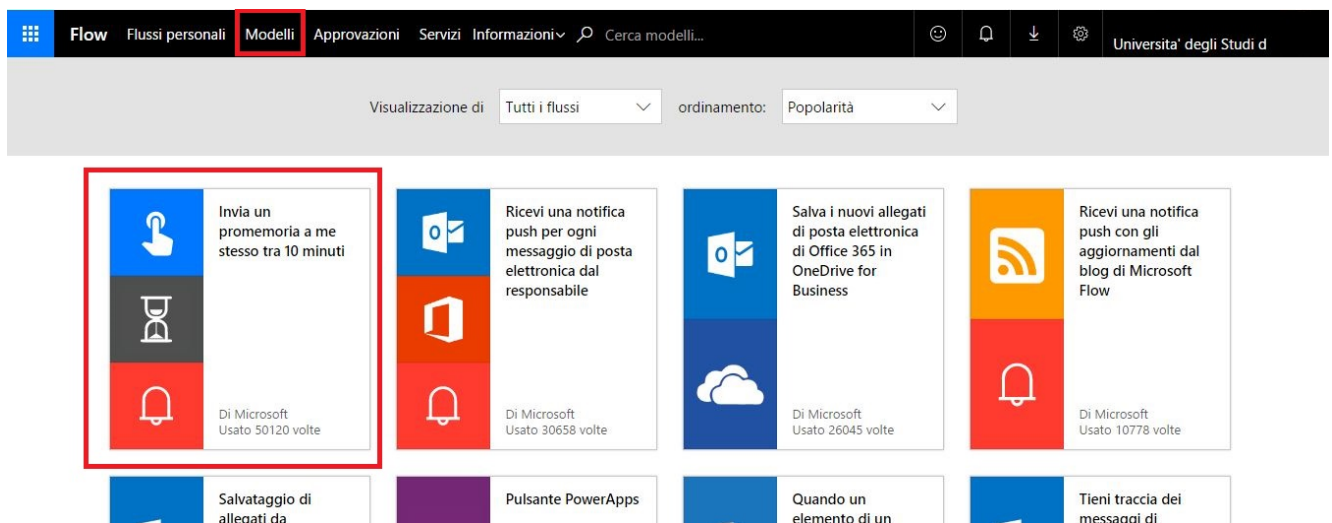 Flow Flussi personali Modelli Approvazioni Servizi Informazioni Cerca modelli... Universita' degli Studi d
Visualizzazione di Tutti i flussi ordinamento: Popolarità
Invia un
promemoria a me
stesso tra 10 minuti
Di Microsoft
Usato 50120 volte
Ricevi una notifica
push per ogni
messaggio di posta
elettronica dal
responsabile
Di Microsoft
Usato 30658 volte
Salva i nuovi allegati
di posta elettronica
di Office 365 in
OneDrive for
Business
Di Microsoft
Usato 26045 volte
Ricevi una notifica
push con gli
aggiornamenti dal
blog di Microsoft
Flow
Di Microsoft
Usato 10778 volte
Salvataggio di
allegati da
Pulsante PowerApps
Quando un
elemento di un
Tieni traccia dei
messaggi di